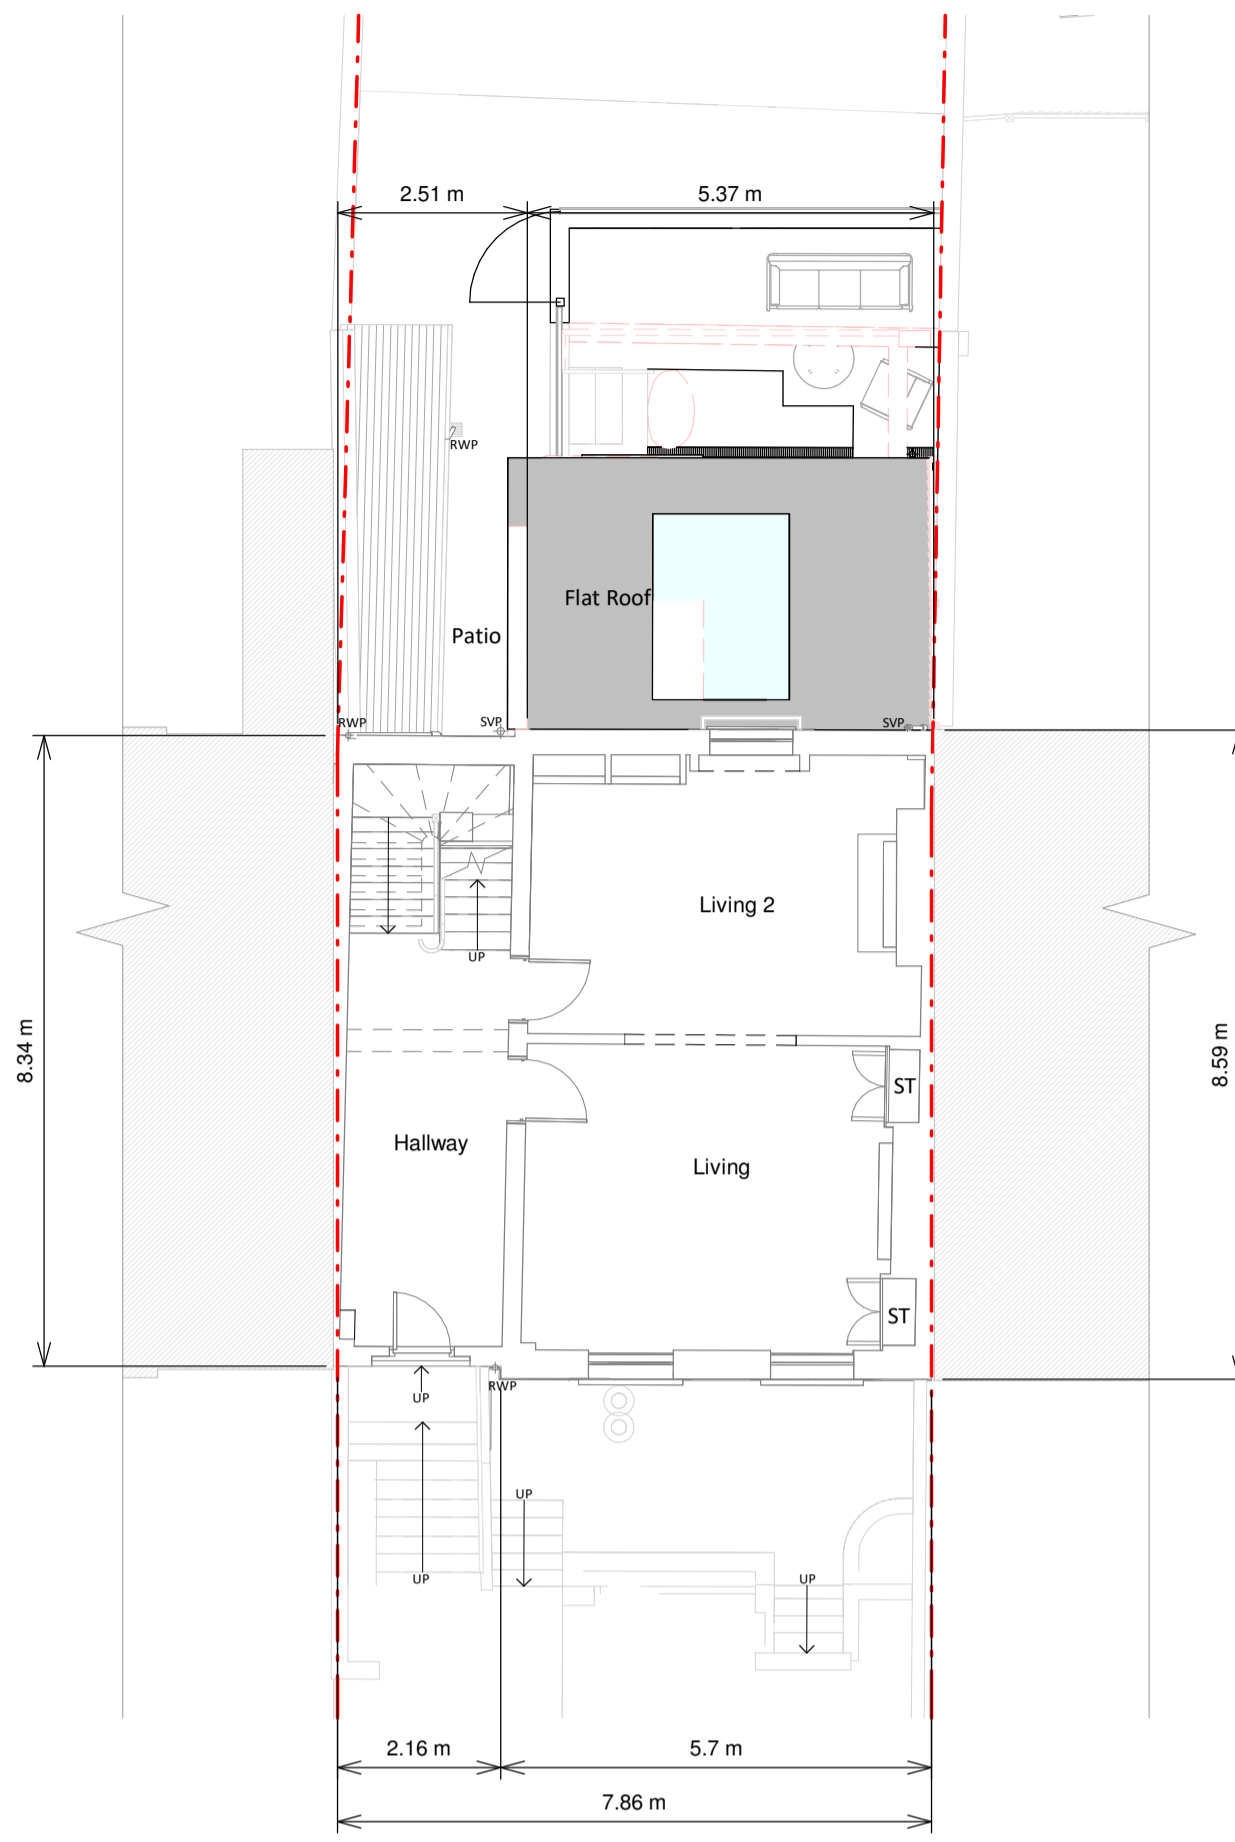 2.51 m
5.37 m
RWP
Flat Roof
Patio
RWP
SVP
SVP
Living 2
UP
8.34 m
8.59 m
ST
Hallway
Living
ST
UP
RWP
UP
UP
UP
2.16 m
5.7 m
7.86 m